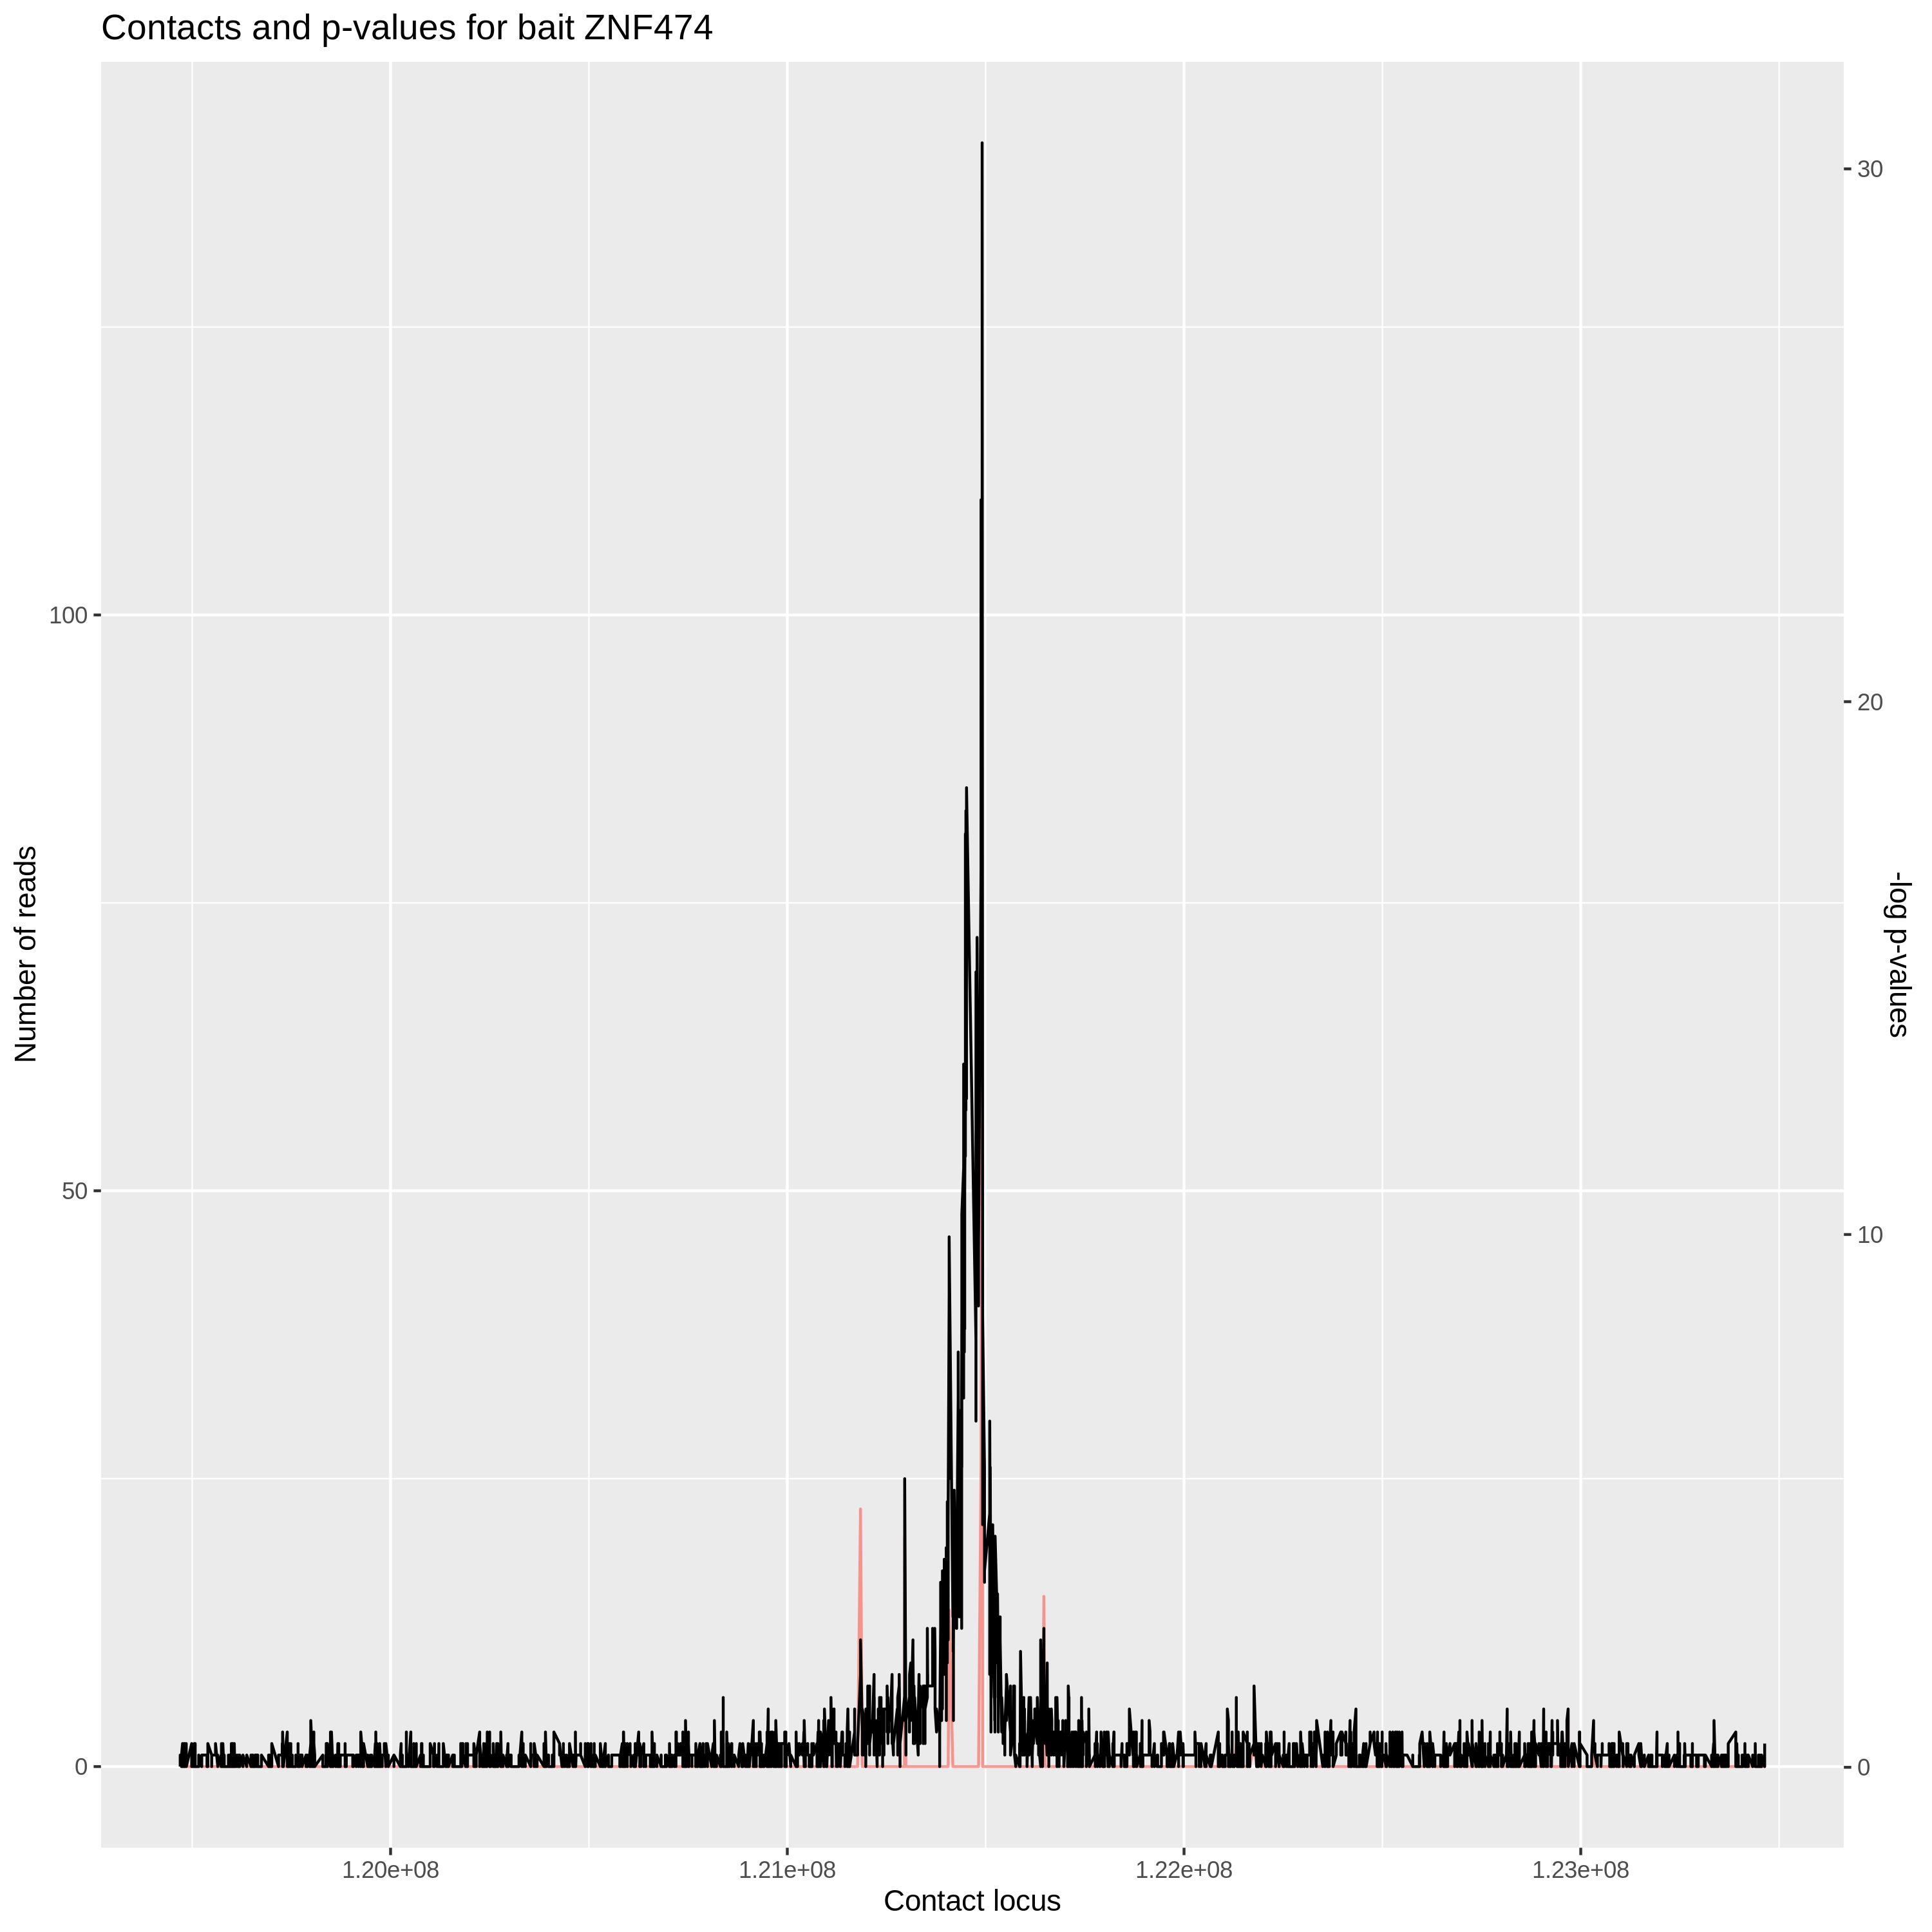 Contacts and p-values for bait ZNF474
Number of reads
100
50
0
30
20
10
0
-log p-values
1.20e+08 1.21e+08 1.22e+08 1.23e+08
Contact locus